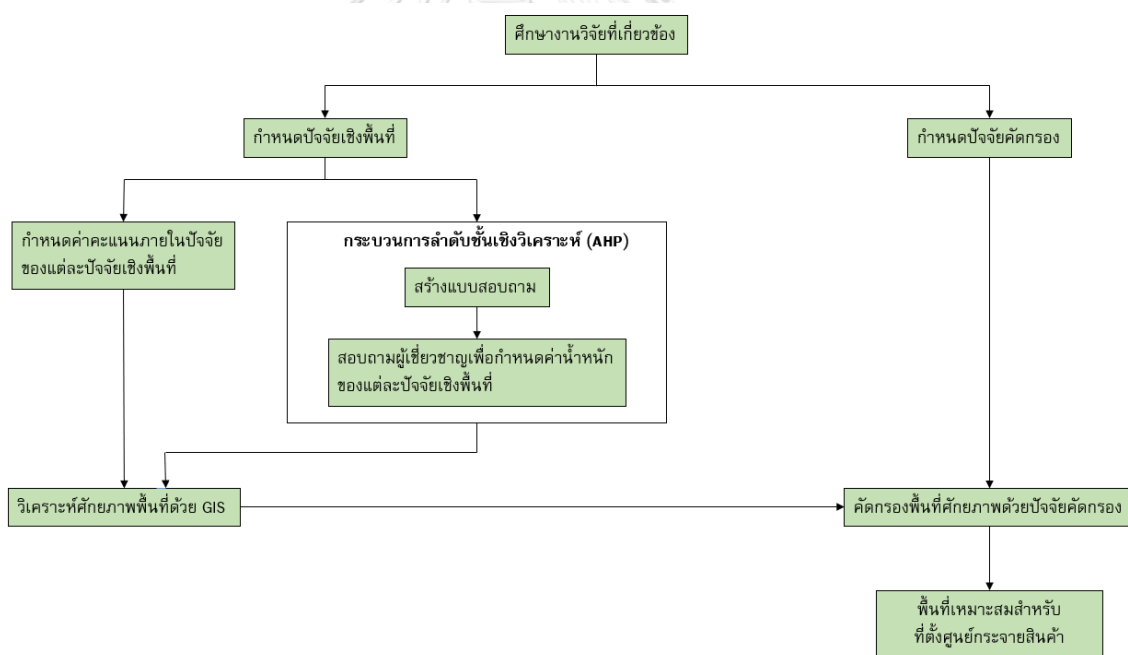 ศึกษางานวิจัยที่เกี่ยวข้อง
กำหนดปัจจัยเชิงพื้นที่
กำหนดปัจจัยคัดกรอง
กำหนดค่าคะแนนภายในปัจจัย
ของแต่ละปัจจัยเชิงพื้นที่
กระบวนการลำดับชั้นเชิงวิเคราะห์ (AHP)
สร้างแบบสอบถาม
สอบถามผู้เชี่ยวชาญเพื่อกำหนดค่าน้ำหนัก
ของแต่ละปัจจัยเชิงพื้นที่
วิเคราะห์ศักยภาพพื้นที่ด้วย GIS
คัดกรองพื้นที่ศักยภาพด้วยปัจจัยคัดกรอง
พื้นที่เหมาะสมสำหรับ
ที่ตั้งศูนย์กระจายสินค้า